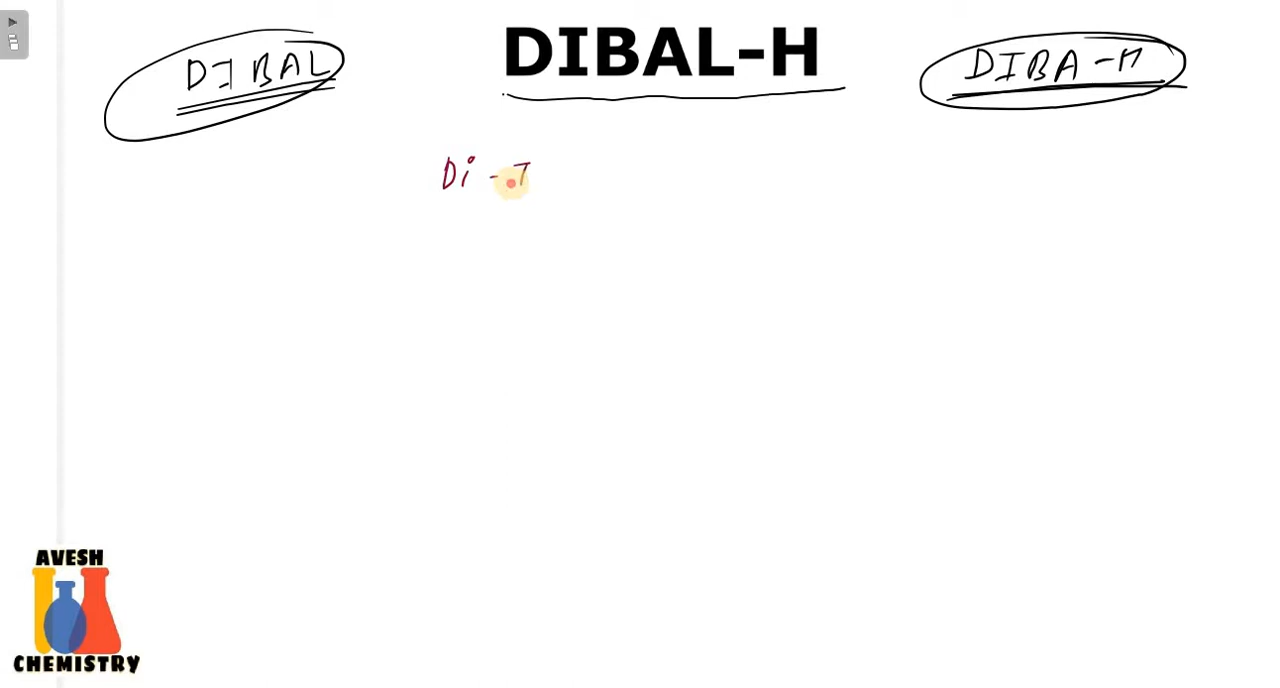 DIBAL
DIBAL-H
DIBA-H
Di - I
AVESH
CHEMISTRY